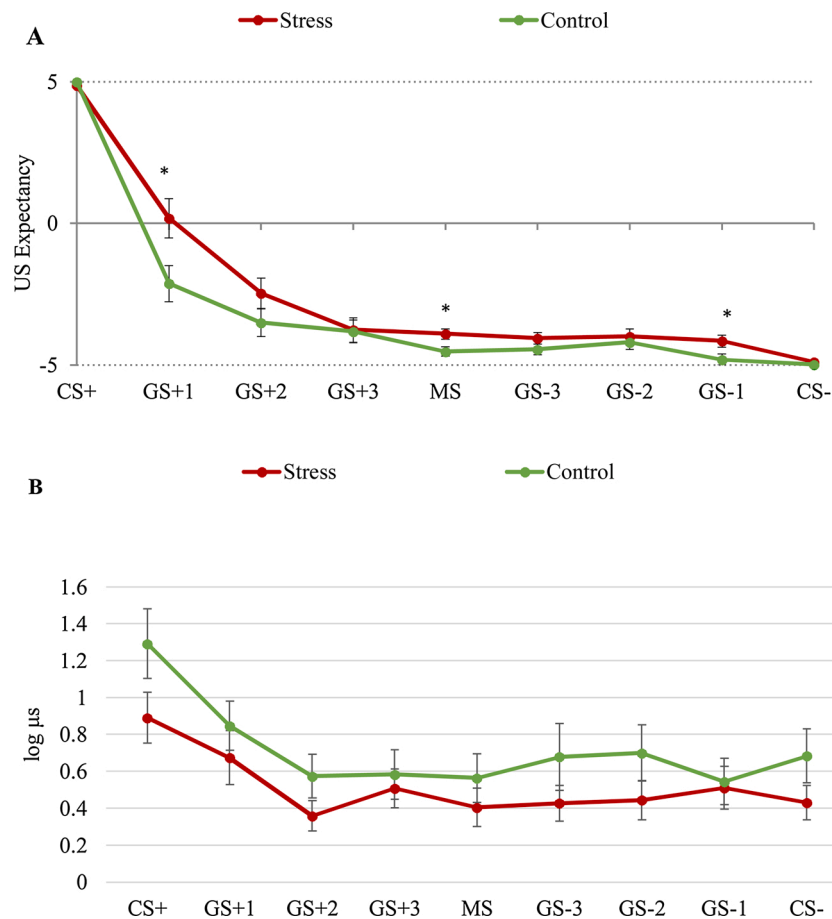 Stress Control
A
5
0
-5
US Expectancy
*
*
*
CS+ GS+1 GS+2 GS+3 MS GS-3 GS-2 GS-1 CS-
Stress Control
B
1.6
1.4
1.2
1
0.8
0.6
0.4
0.2
0
log µs
CS+ GS+1 GS+2 GS+3 MS GS-3 GS-2 GS-1 CS-